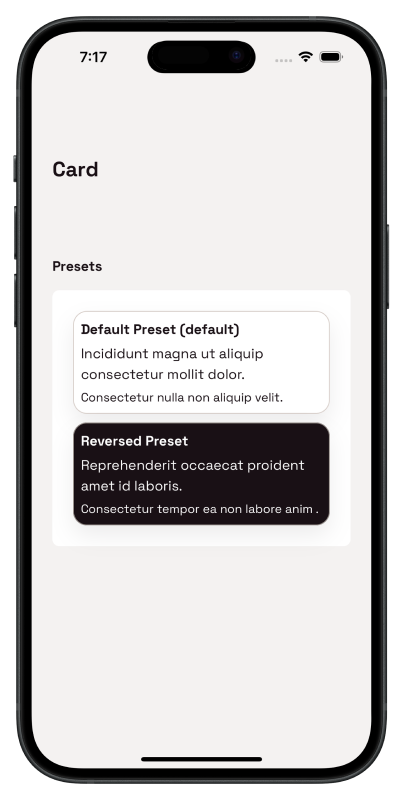 7:17
Card
Presets
Default Preset (default)
Incididunt magna ut aliquip
consectetur mollit dolor.
Consectetur nulla non aliquip velit.
Reversed Preset
Reprehenderit occaecat proident
amet id laboris.
Consectetur tempor ea non labore anim .